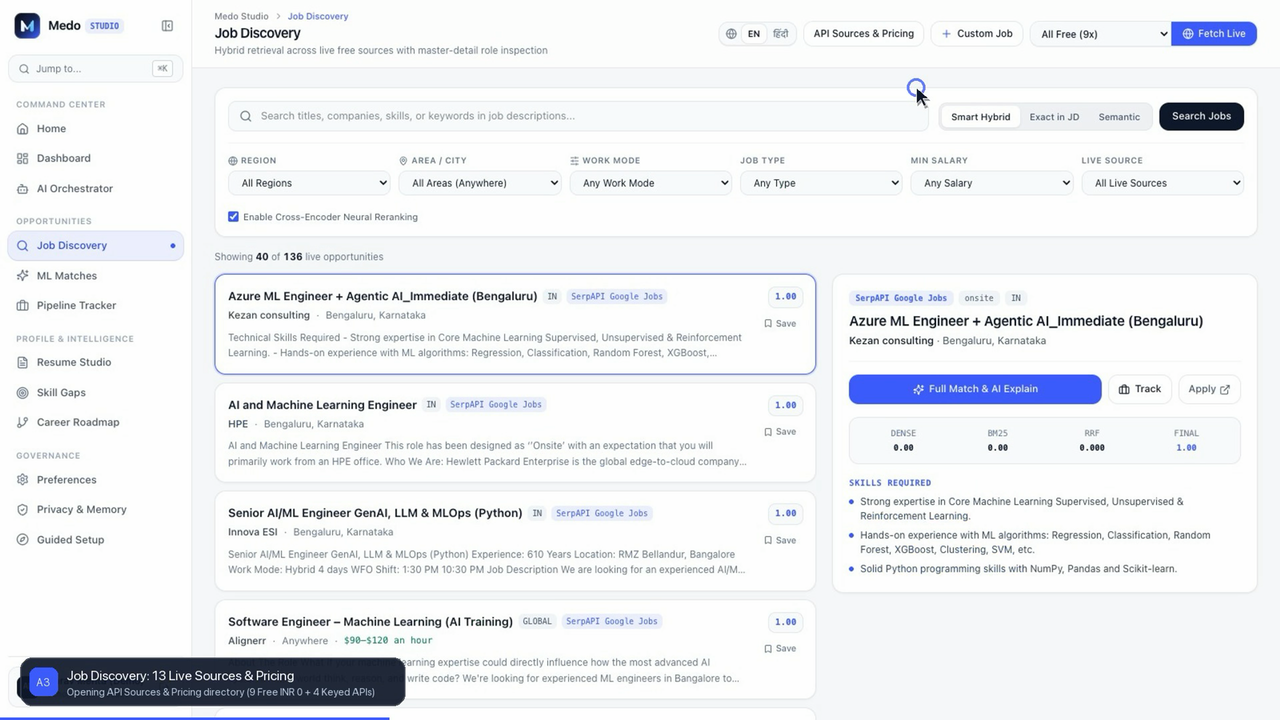 Medo STUDIO
Jump to... ⌘K
COMMAND CENTER
Home
Dashboard
AI Orchestrator
OPPORTUNITIES
Job Discovery
ML Matches
Pipeline Tracker
PROFILE & INTELLIGENCE
Resume Studio
Skill Gaps
Career Roadmap
GOVERNANCE
Preferences
Privacy & Memory
Guided Setup
Medo Studio > Job Discovery
Job Discovery
Hybrid retrieval across live free sources with master-detail role inspection
EN हिंदी API Sources & Pricing + Custom Job All Free (9x) Fetch Live
Search titles, companies, skills, or keywords in job descriptions...
Smart Hybrid Exact in JD Semantic Search Jobs
REGION AREA / CITY WORK MODE JOB TYPE MIN SALARY LIVE SOURCE
All Regions All Areas (Anywhere) Any Work Mode Any Type Any Salary All Live Sources
Enable Cross-Encoder Neural Reranking
Showing 40 of 136 live opportunities
Azure ML Engineer + Agentic AI_Immediate (Bengaluru) IN SerpAPI Google Jobs 1.00
Kezan consulting · Bengaluru, Karnataka Save
Technical Skills Required - Strong expertise in Core Machine Learning Supervised, Unsupervised & Reinforcement
Learning. - Hands-on experience with ML algorithms: Regression, Classification, Random Forest, XGBoost,...
AI and Machine Learning Engineer IN SerpAPI Google Jobs 1.00
HPE · Bengaluru, Karnataka Save
AI and Machine Learning Engineer This role has been designed as ‘’Onsite’ with an expectation that you will
primarily work from an HPE office. Who We Are: Hewlett Packard Enterprise is the global edge-to-cloud company...
Senior AI/ML Engineer GenAI, LLM & MLOps (Python) IN SerpAPI Google Jobs 1.00
Innova ESI · Bengaluru, Karnataka Save
Senior AI/ML Engineer GenAI, LLM & MLOps (Python) Experience: 610 Years Location: RMZ Bellandur, Bangalore
Work Mode: Hybrid 4 days WFO Shift: 1:30 PM 10:30 PM Job Description We are looking for an experienced AI/M...
Software Engineer – Machine Learning (AI Training) GLOBAL SerpAPI Google Jobs 1.00
Alignerr · Anywhere · $90–$120 an hour Save
learning expertise could directly influence how the most advanced AI
write code? We're looking for experienced ML engineers in Bangalore to...
SerpAPI Google Jobs onsite IN
Azure ML Engineer + Agentic AI_Immediate (Bengaluru)
Kezan consulting · Bengaluru, Karnataka
Full Match & AI Explain Track Apply
DENSE BM25 RRF FINAL
0.00 0.00 0.000 1.00
SKILLS REQUIRED
Strong expertise in Core Machine Learning Supervised, Unsupervised &
Reinforcement Learning.
Hands-on experience with ML algorithms: Regression, Classification, Random
Forest, XGBoost, Clustering, SVM, etc.
Solid Python programming skills with NumPy, Pandas and Scikit-learn.
A3 Job Discovery: 13 Live Sources & Pricing
Opening API Sources & Pricing directory (9 Free INR 0 + 4 Keyed APIs)